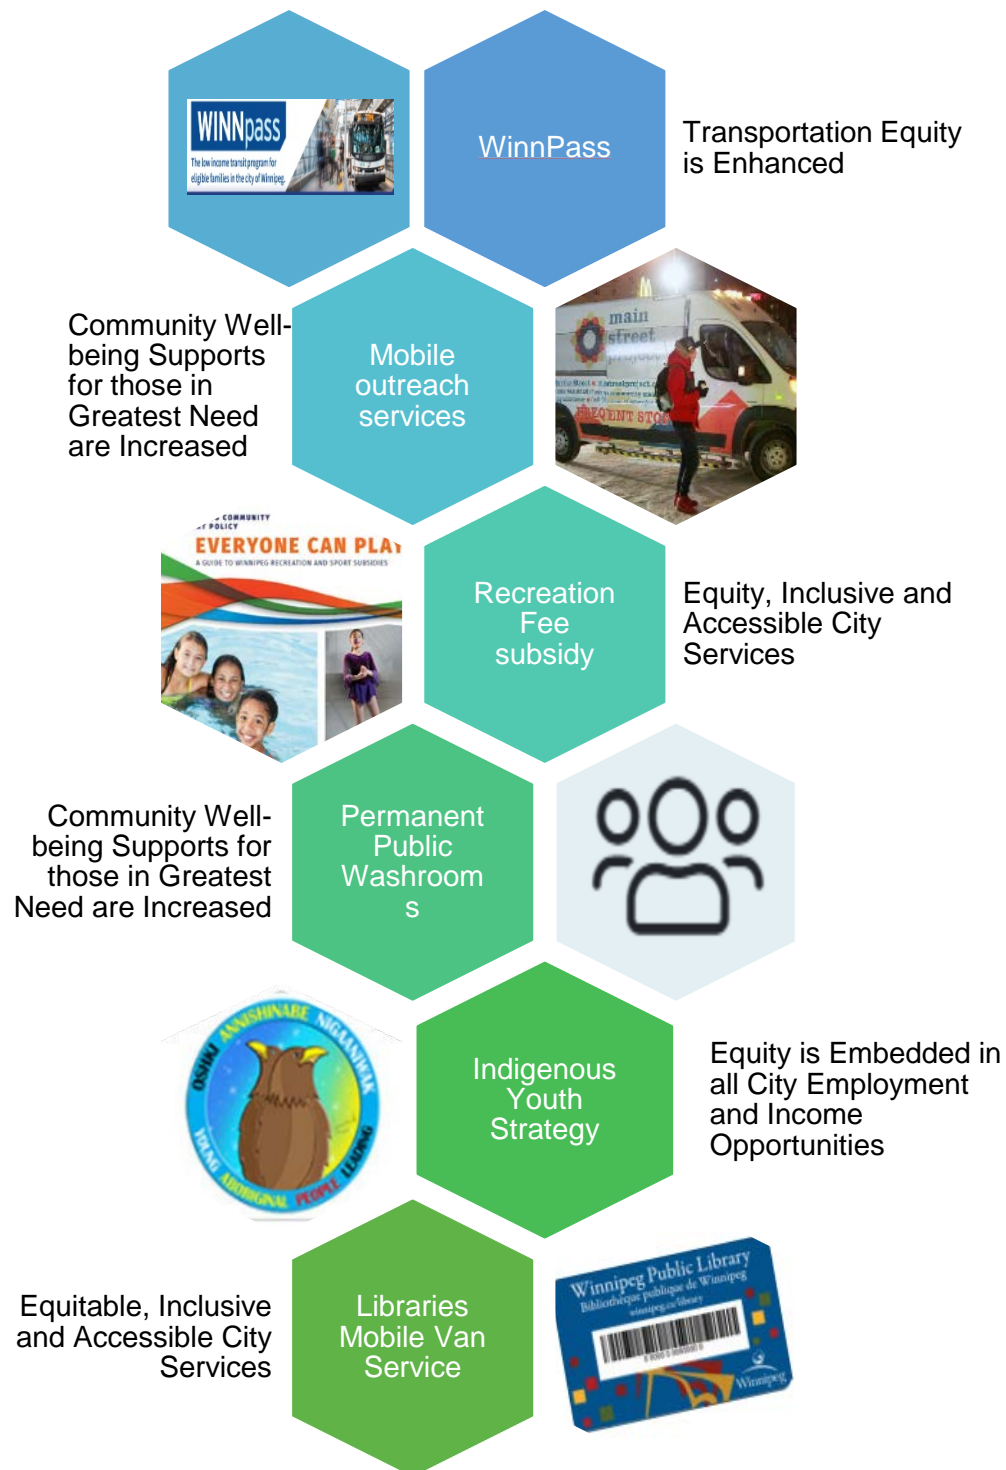 WINNpass
The low income transit program for
eligible families in the city of Winnipeg.
WinnPass
Transportation Equity
is Enhanced
Community Well-
being Supports
for those in
Greatest Need
are Increased
Mobile
outreach
services
main
street
project
FREQUENT STOPS
COMMUNITY
POLICY
EVERYONE CAN PLAY
A GUIDE TO WINNIPEG RECREATION AND SPORT SUBSIDIES
Recreation
Fee
subsidy
Equity, Inclusive and
Accessible City
Services
Community Well-
being Supports for
those in Greatest
Need are Increased
Permanent
Public
Washroom
s
OSHKI ANNISHINABE NIGAANIWAK
YOUNG ABORIGINAL PEOPLE LEADING
Indigenous
Youth
Strategy
Equity is Embedded in
all City Employment
and Income
Opportunities
Equitable, Inclusive
and Accessible City
Services
Libraries
Mobile Van
Service
Winnipeg Public Library
Bibliothèque publique de Winnipeg
winnipeg.ca/library
Winnipeg